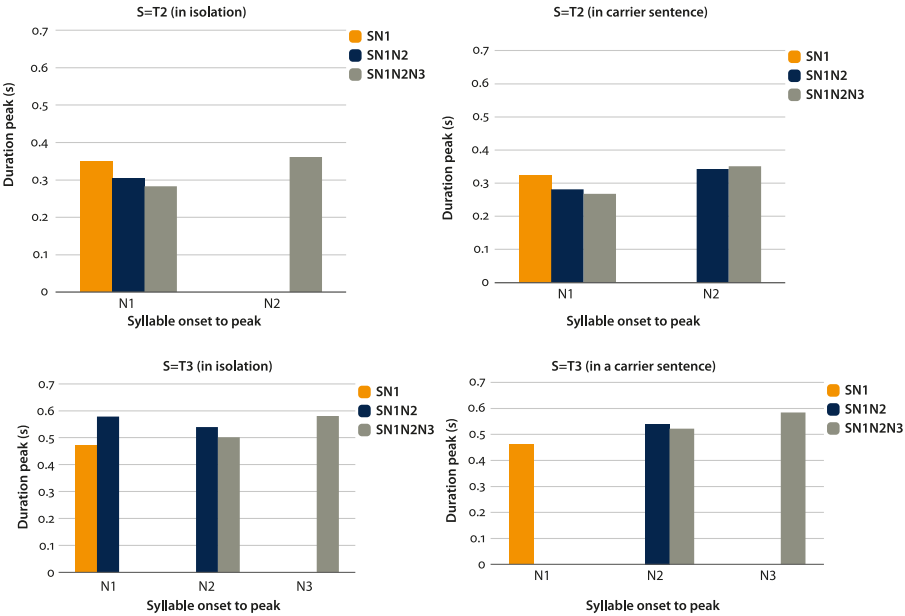 S=T2 (in isolation)
0.7
0.6
0.5
0.4
0.3
0.2
0.1
0
Duration peak (s)
N1 N2
Syllable onset to peak
SN1
SN1N2
SN1N2N3
S=T2 (in carrier sentence)
0.7
0.6
0.5
0.4
0.3
0.2
0.1
0
Duration peak (s)
N1 N2
Syllable onset to peak
SN1
SN1N2
SN1N2N3
S=T3 (in isolation)
0.7
0.6
0.5
0.4
0.3
0.2
0.1
0
Duration peak (s)
N1 N2 N3
Syllable onset to peak
SN1
SN1N2
SN1N2N3
S=T3 (in a carrier sentence)
0.7
0.6
0.5
0.4
0.3
0.2
0.1
0
Duration peak (s)
N1 N2 N3
Syllable onset to peak
SN1
SN1N2
SN1N2N3